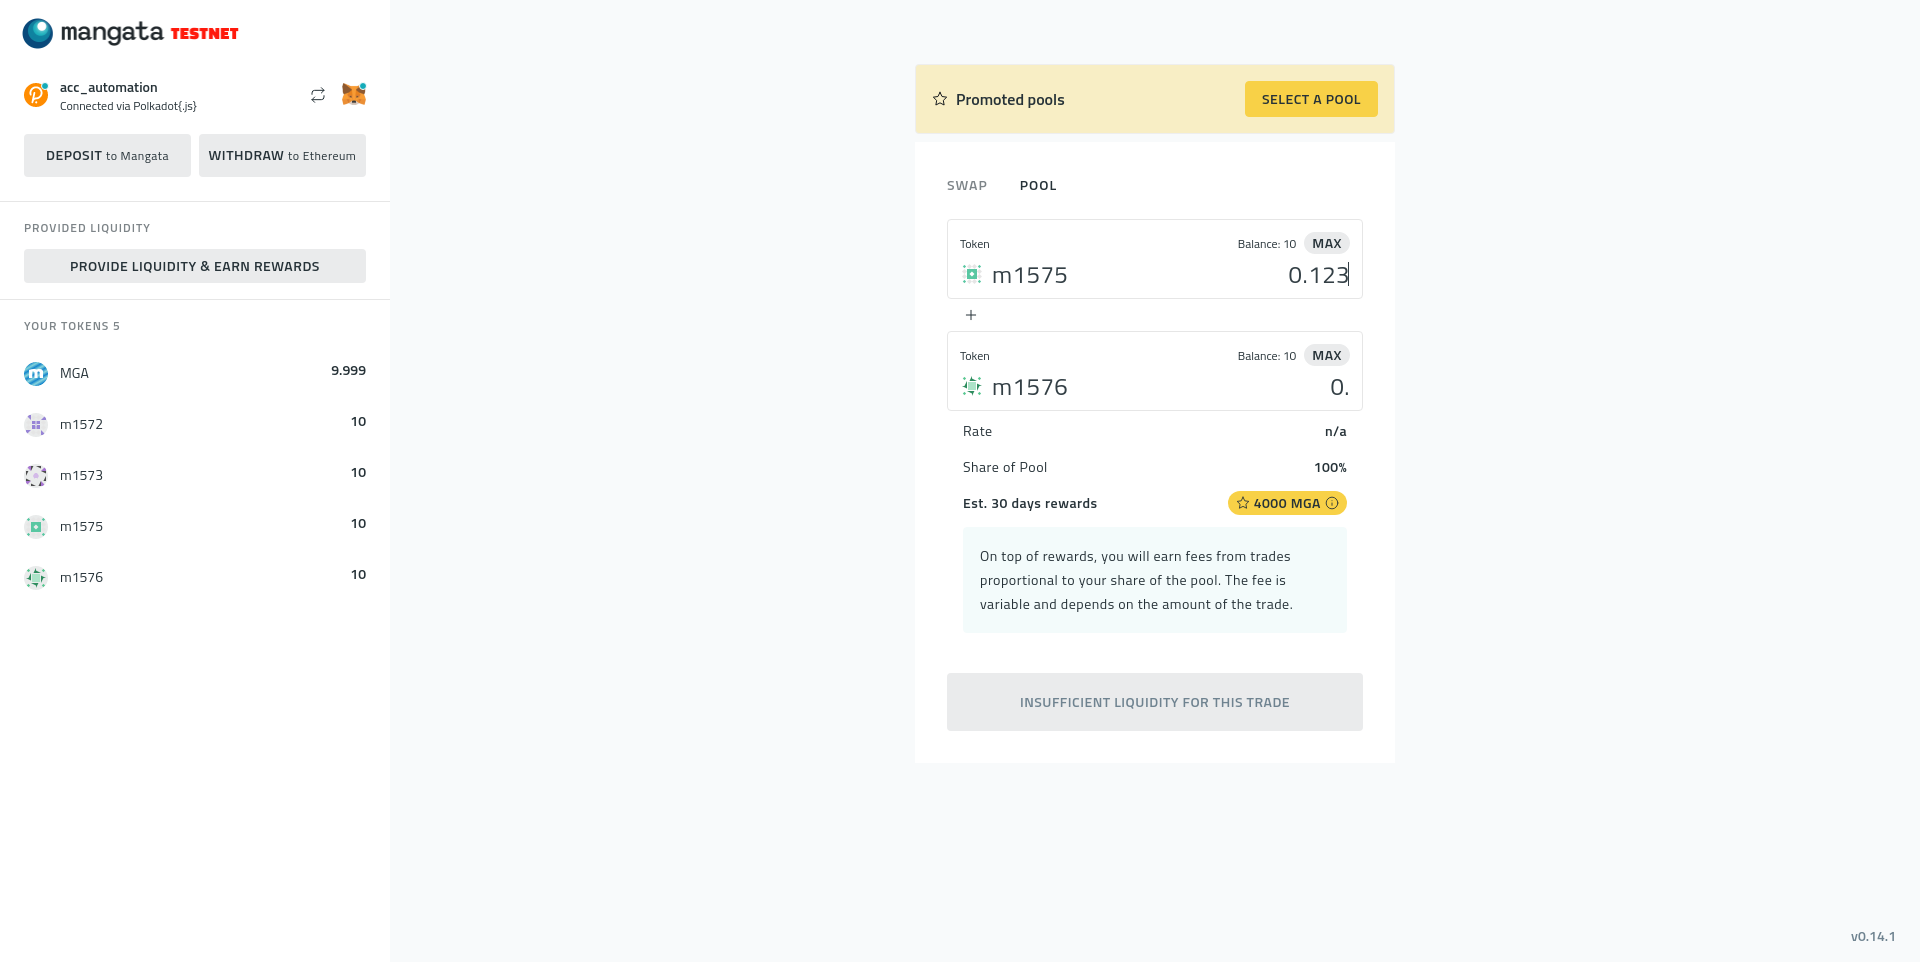 mangata TESTNET
acc_automation
Connected via Polkadot{.js}
DEPOSIT to Mangata
WITHDRAW to Ethereum
PROVIDED LIQUIDITY
PROVIDE LIQUIDITY & EARN REWARDS
YOUR TOKENS 5
MGA 9.999
m1572 10
m1573 10
m1575 10
m1576 10
Promoted pools
SELECT A POOL
SWAP POOL
Token Balance: 10 MAX
m1575 0.123
+
Token Balance: 10 MAX
m1576 0.
Rate n/a
Share of Pool 100%
Est. 30 days rewards 4000 MGA
On top of rewards, you will earn fees from trades
proportional to your share of the pool. The fee is
variable and depends on the amount of the trade.
INSUFFICIENT LIQUIDITY FOR THIS TRADE
v0.14.1